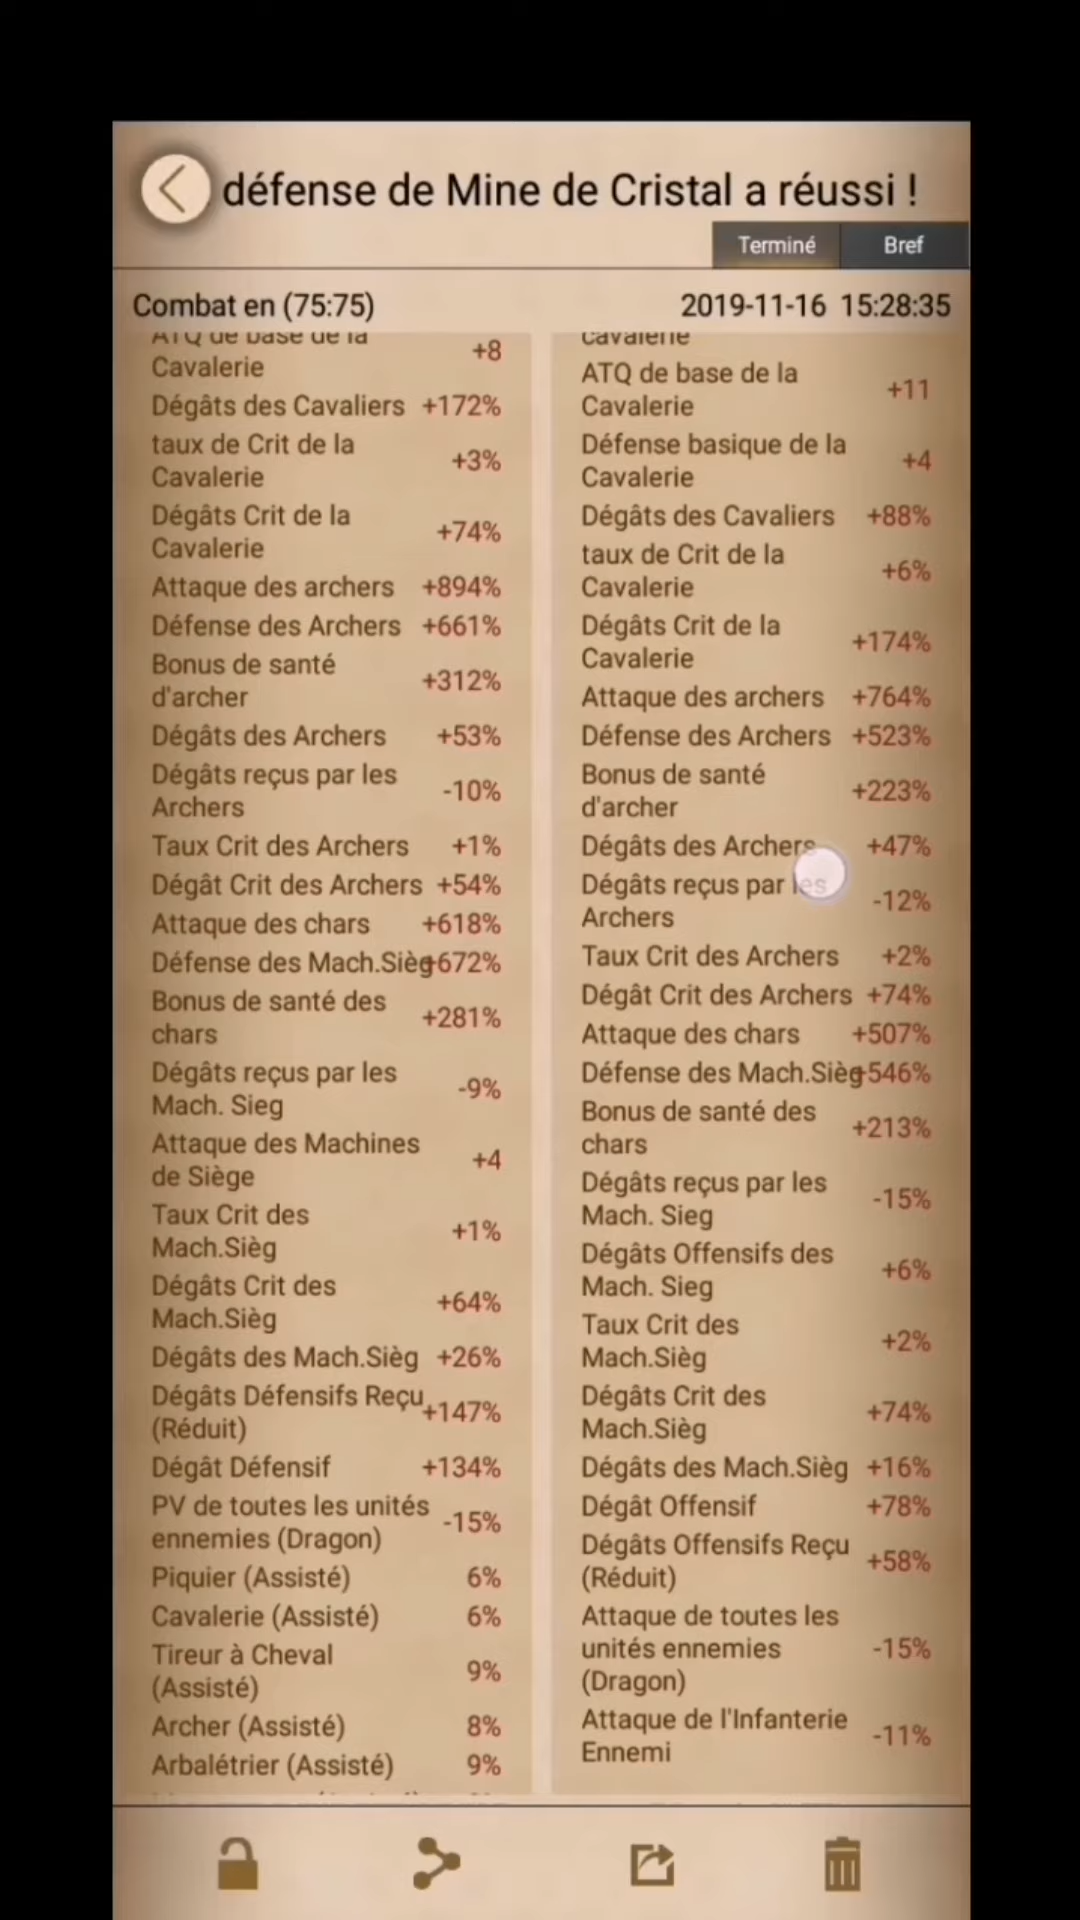 défense de Mine de Cristal a réussi !
Terminé Bref
Combat en (75:75) 2019-11-16 15:28:35
ATQ de base de la
Cavalerie +8
Dégâts des Cavaliers +172%
taux de Crit de la
Cavalerie +3%
Dégâts Crit de la
Cavalerie +74%
Attaque des archers +894%
Défense des Archers +661%
Bonus de santé
d'archer +312%
Dégâts des Archers +53%
Dégâts reçus par les
Archers -10%
Taux Crit des Archers +1%
Dégât Crit des Archers +54%
Attaque des chars +618%
Défense des Mach.Sièg +672%
Bonus de santé des
chars +281%
Dégâts reçus par les
Mach. Sieg -9%
Attaque des Machines
de Siège +4
Taux Crit des
Mach.Sièg +1%
Dégâts Crit des
Mach.Sièg +64%
Dégâts des Mach.Sièg +26%
Dégâts Défensifs Reçu
(Réduit) +147%
Dégât Défensif +134%
PV de toutes les unités
ennemies (Dragon) -15%
Piquier (Assisté) 6%
Cavalerie (Assisté) 6%
Tireur à Cheval
(Assisté) 9%
Archer (Assisté) 8%
Arbalétrier (Assisté) 9%
cavalerie
ATQ de base de la
Cavalerie +11
Défense basique de la
Cavalerie +4
Dégâts des Cavaliers +88%
taux de Crit de la
Cavalerie +6%
Dégâts Crit de la
Cavalerie +174%
Attaque des archers +764%
Défense des Archers +523%
Bonus de santé
d'archer +223%
Dégâts des Archers +47%
Dégâts reçus par les
Archers -12%
Taux Crit des Archers +2%
Dégât Crit des Archers +74%
Attaque des chars +507%
Défense des Mach.Sièg +546%
Bonus de santé des
chars +213%
Dégâts reçus par les
Mach. Sieg -15%
Dégâts Offensifs des
Mach. Sieg +6%
Taux Crit des
Mach.Sièg +2%
Dégâts Crit des
Mach.Sièg +74%
Dégâts des Mach.Sièg +16%
Dégât Offensif +78%
Dégâts Offensifs Reçu
(Réduit) +58%
Attaque de toutes les
unités ennemies
(Dragon) -15%
Attaque de l'Infanterie
Ennemi -11%